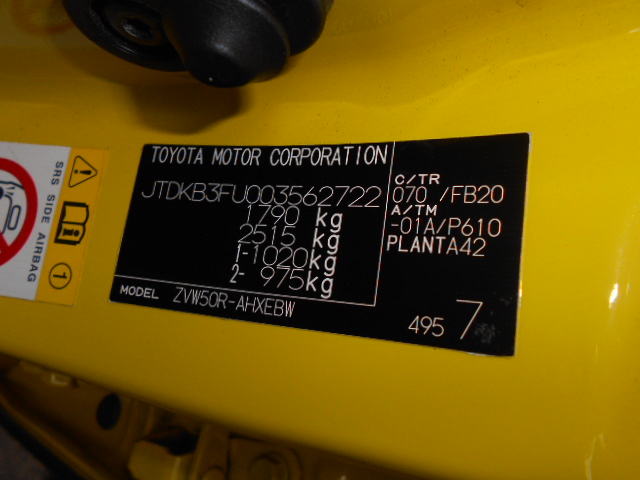 SRS SIDE AIRBAG
1
TOYOTA MOTOR CORPORATION
JTDKB3FU003562722
1790 kg
2515 kg
1-1020kg
2- 975kg
MODEL ZVW50R-AHXEBW
C/TR
070 /FB20
A/TM
-01A/P610
PLANTA42
495 7